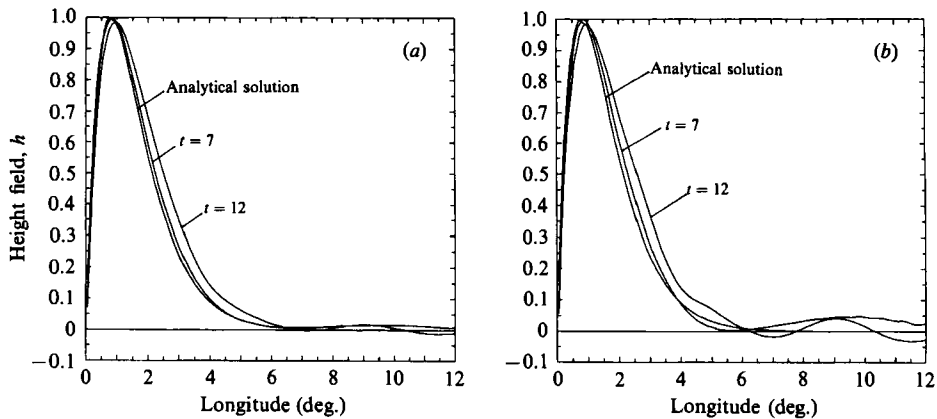 (a)
Height field, h
1.0
0.9
0.8
0.7
0.6
0.5
0.4
0.3
0.2
0.1
0
−0.1
Analytical solution
t = 7
t = 12
0 2 4 6 8 10 12
Longitude (deg.)
(b)
1.0
0.9
0.8
0.7
0.6
0.5
0.4
0.3
0.2
0.1
0
−0.1
Analytical solution
t = 7
t = 12
0 2 4 6 8 10 12
Longitude (deg.)